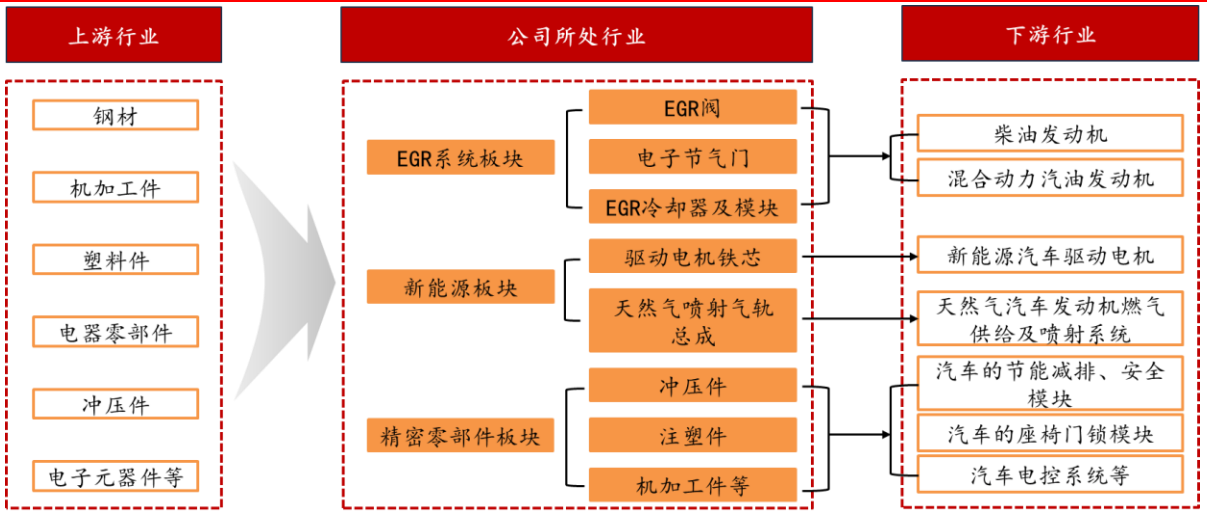 上游行业
公司所处行业
下游行业
钢材
机加工件
塑料件
电器零部件
冲压件
电子元器件等
EGR系统板块
EGR阀
电子节气门
EGR冷却器及模块
新能源板块
驱动电机铁芯
天然气喷射气轨
总成
精密零部件板块
冲压件
注塑件
机加工件等
柴油发动机
混合动力汽油发动机
新能源汽车驱动电机
天然气汽车发动机燃气
供给及喷射系统
汽车的节能减排、安全
模块
汽车的座椅门锁模块
汽车电控系统等